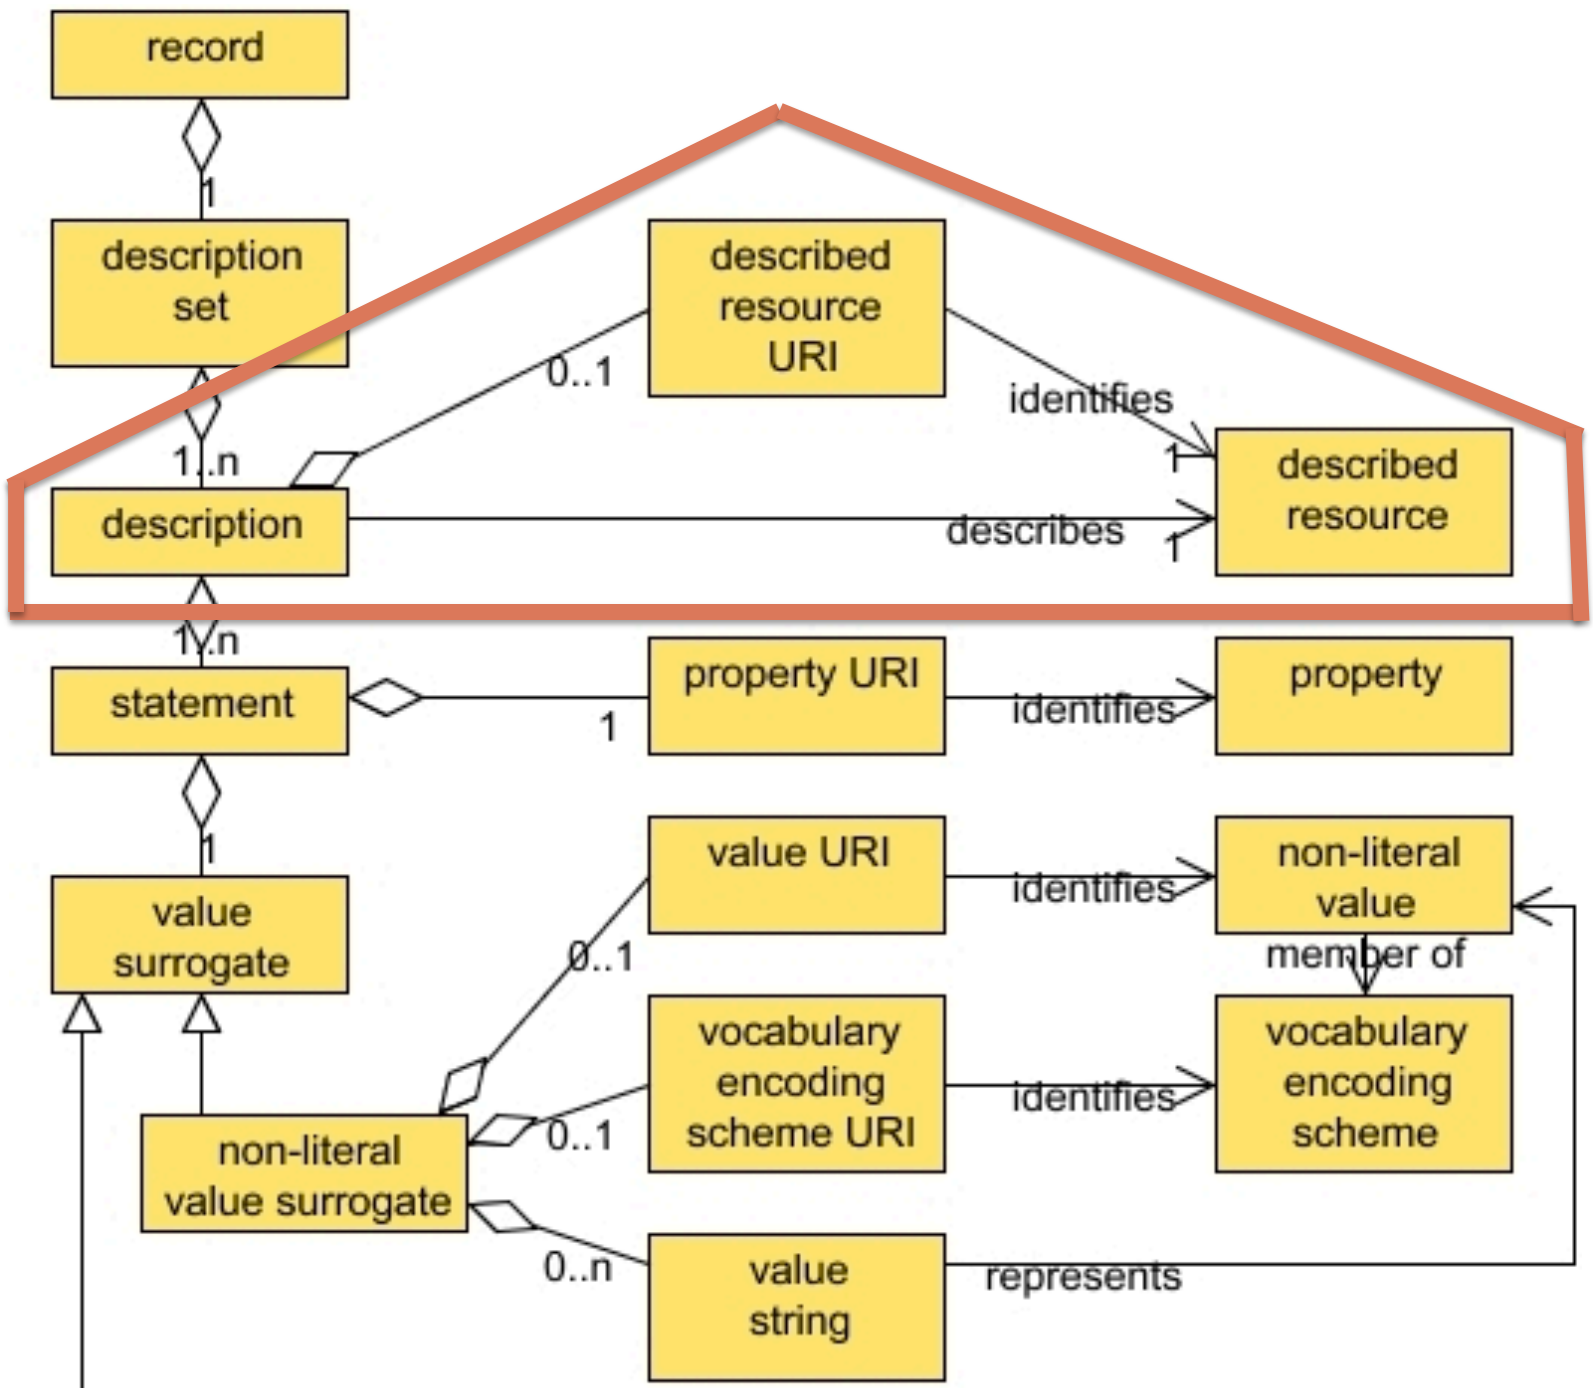 record
1
description
set
described
resource
URI
0..1
identifies
1..n
1
described
resource
description
describes
1
1..n
statement
1
property URI
identifies
property
1
value
surrogate
value URI
identifies
non-literal
value
0..1
member of
vocabulary
encoding
scheme URI
identifies
vocabulary
encoding
scheme
0..1
non-literal
value surrogate
0..n
value
string
represents